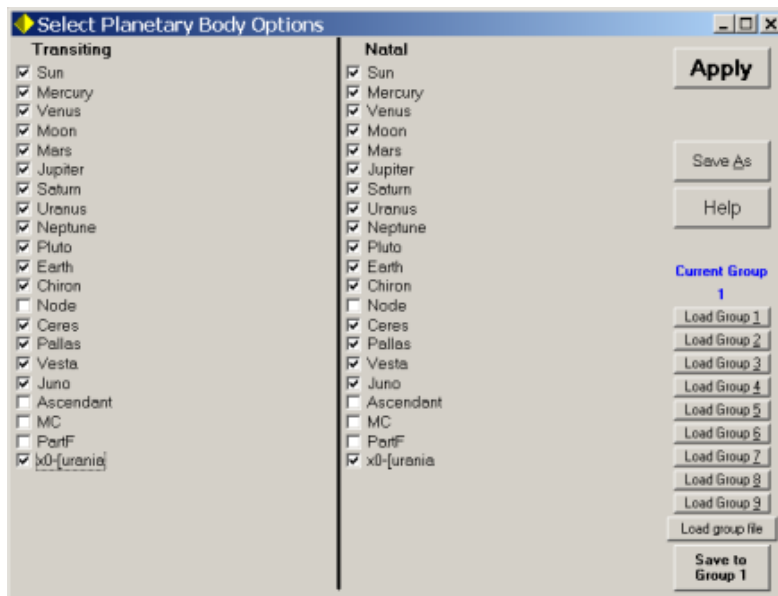 Select Planetary Body Options
Transiting
Sun
Mercury
Venus
Moon
Mars
Jupiter
Saturn
Uranus
Neptune
Pluto
Earth
Chiron
Node
Ceres
Pallas
Vesta
Juno
Ascendant
MC
PartF
x0-[urania
Natal
Sun
Mercury
Venus
Moon
Mars
Jupiter
Saturn
Uranus
Neptune
Pluto
Earth
Chiron
Node
Ceres
Pallas
Vesta
Juno
Ascendant
MC
PartF
x0-[urania
Apply
Save As
Help
Current Group
1
Load Group 1
Load Group 2
Load Group 3
Load Group 4
Load Group 5
Load Group 6
Load Group 7
Load Group 8
Load Group 9
Load group file
Save to
Group 1